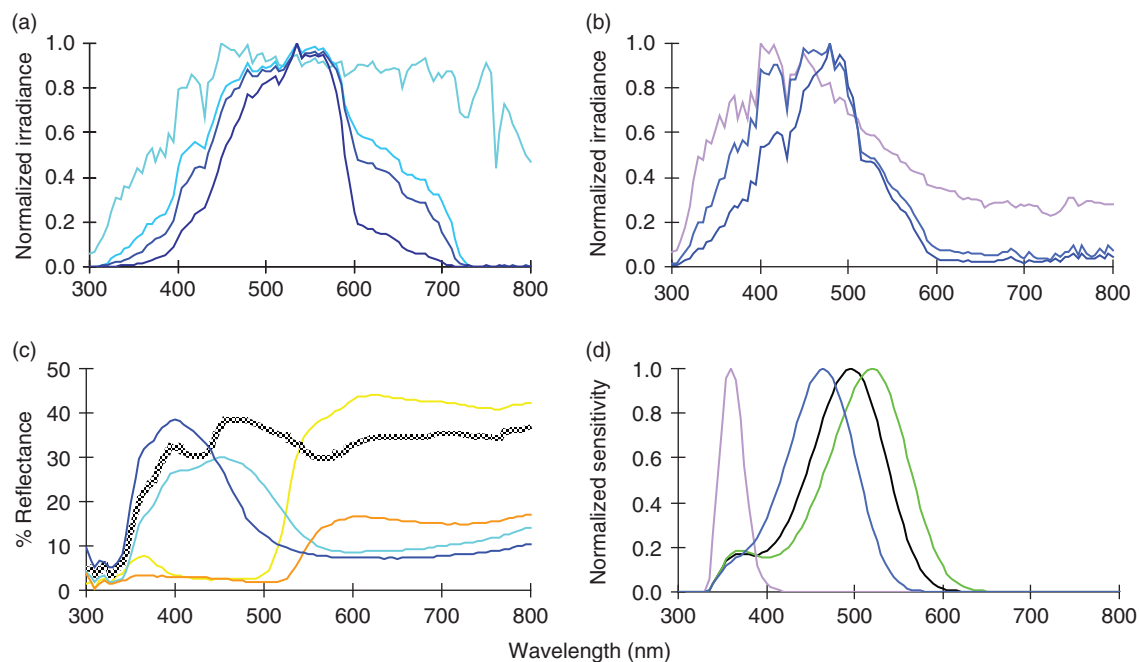 (a)
(b)
Normalized irradiance
1.0
0.8
0.6
0.4
0.2
0.0
300 400 500 600 700 800
Normalized irradiance
1.0
0.8
0.6
0.4
0.2
0.0
300 400 500 600 700 800
(c)
(d)
% Reflectance
50
40
30
20
10
0
300 400 500 600 700 800
Normalized sensitivity
1.0
0.8
0.6
0.4
0.2
0.0
300 400 500 600 700 800
Wavelength (nm)